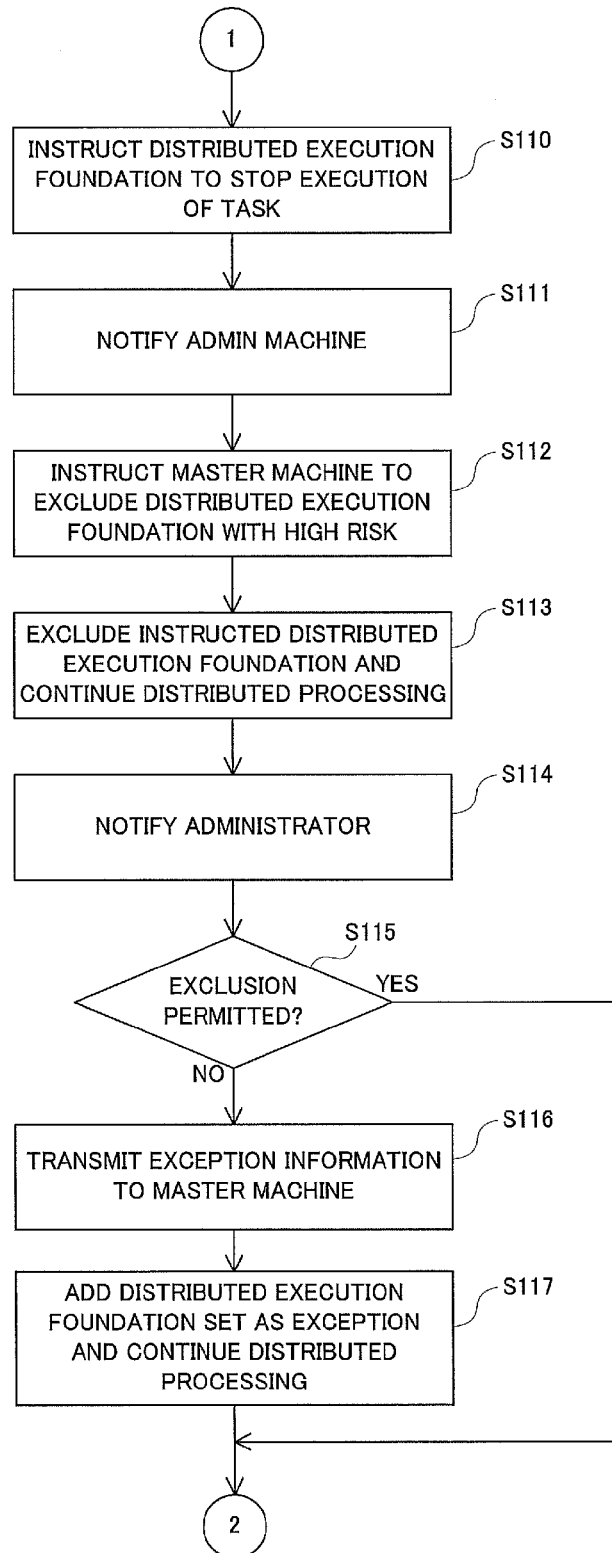 1
INSTRUCT DISTRIBUTED EXECUTION
FOUNDATION TO STOP EXECUTION
OF TASK
S110
NOTIFY ADMIN MACHINE
S111
INSTRUCT MASTER MACHINE TO
EXCLUDE DISTRIBUTED EXECUTION
FOUNDATION WITH HIGH RISK
S112
EXCLUDE INSTRUCTED DISTRIBUTED
EXECUTION FOUNDATION AND
CONTINUE DISTRIBUTED PROCESSING
S113
NOTIFY ADMINISTRATOR
S114
S115
EXCLUSION
PERMITTED?
YES
NO
TRANSMIT EXCEPTION INFORMATION
TO MASTER MACHINE
S116
ADD DISTRIBUTED EXECUTION
FOUNDATION SET AS EXCEPTION
AND CONTINUE DISTRIBUTED
PROCESSING
S117
2